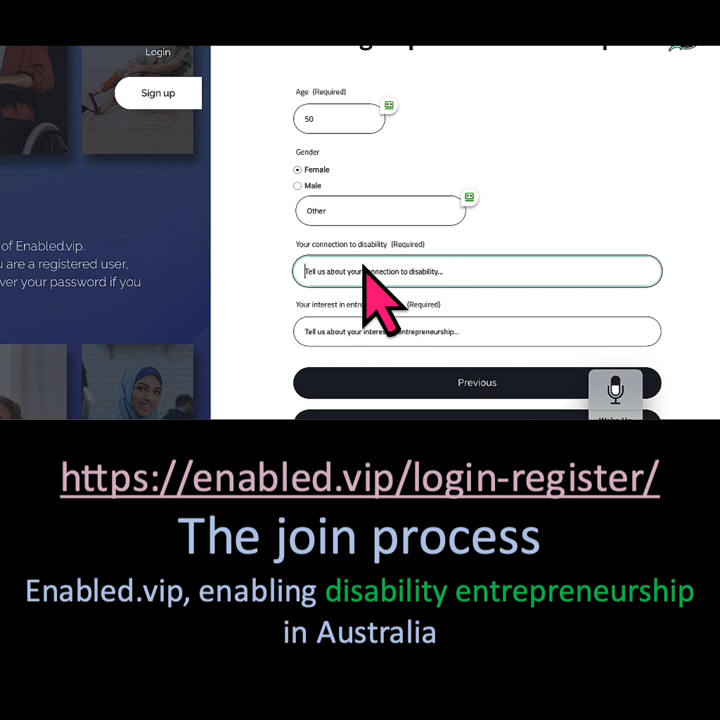 Login
Sign up
Age (Required)
50
Gender
Female
Male
Other
Your connection to disability (Required)
Tell us about your connection to disability...
Your interest in (Required)
Tell us about your entrepreneurship...
of Enabled.vip.
are a registered user,
your password if you
Previous
https://enabled.vip/login-register/
The join process
Enabled.vip, enabling disability entrepreneurship
in Australia